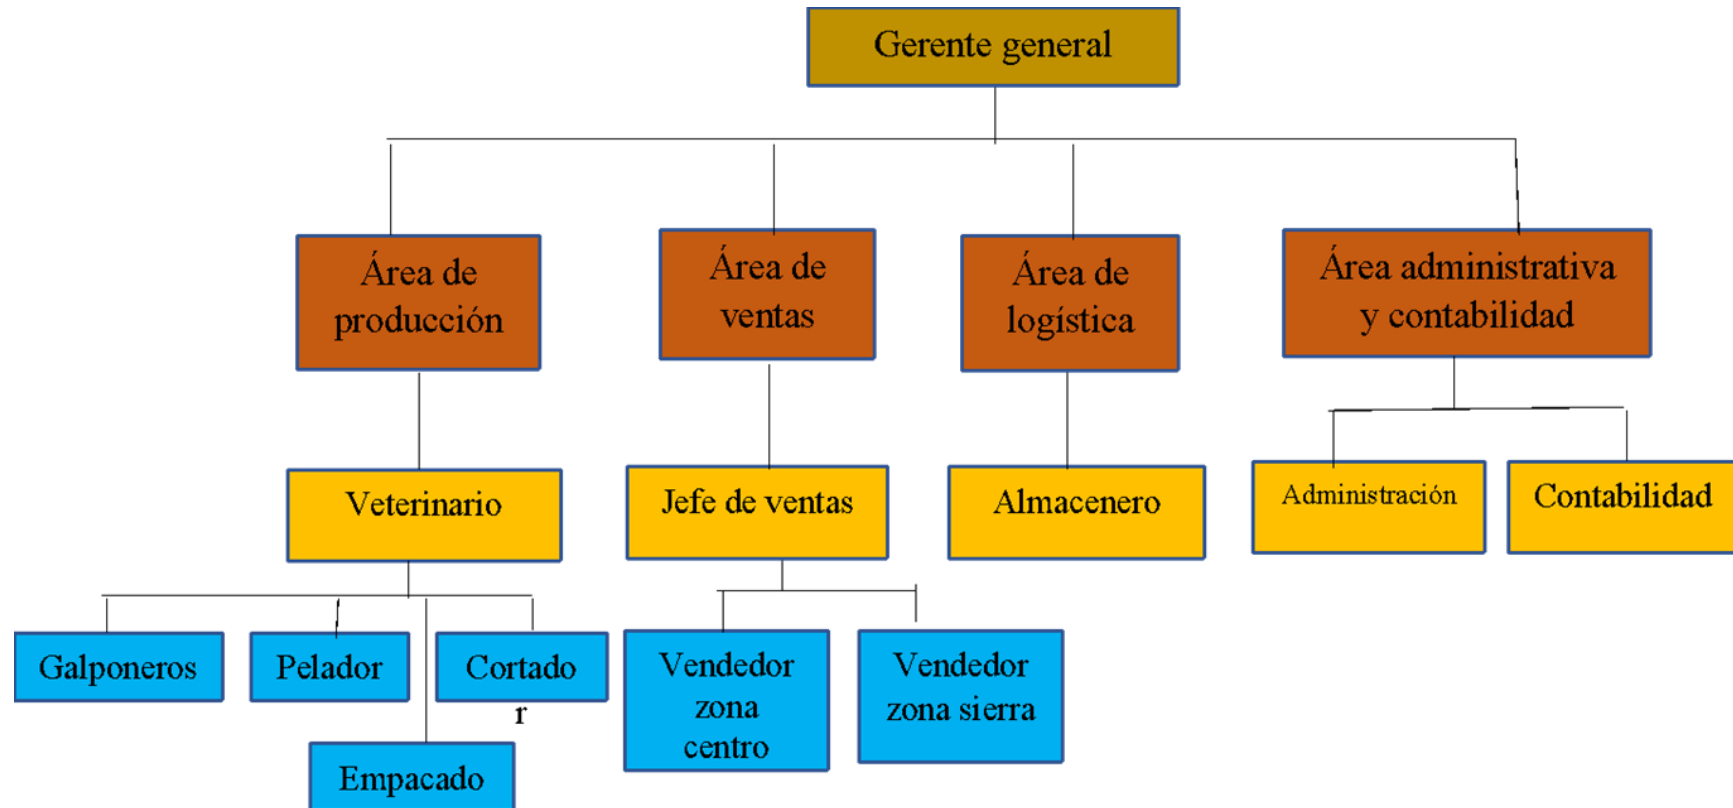 Gerente general
Área de
producción
Área de
ventas
Área de
logística
Área administrativa
y contabilidad
Veterinario
Jefe de ventas
Almacenero
Administración
Contabilidad
Galponeros
Pelador
Cortado
r
Empacado
Vendedor
zona
centro
Vendedor
zona sierra